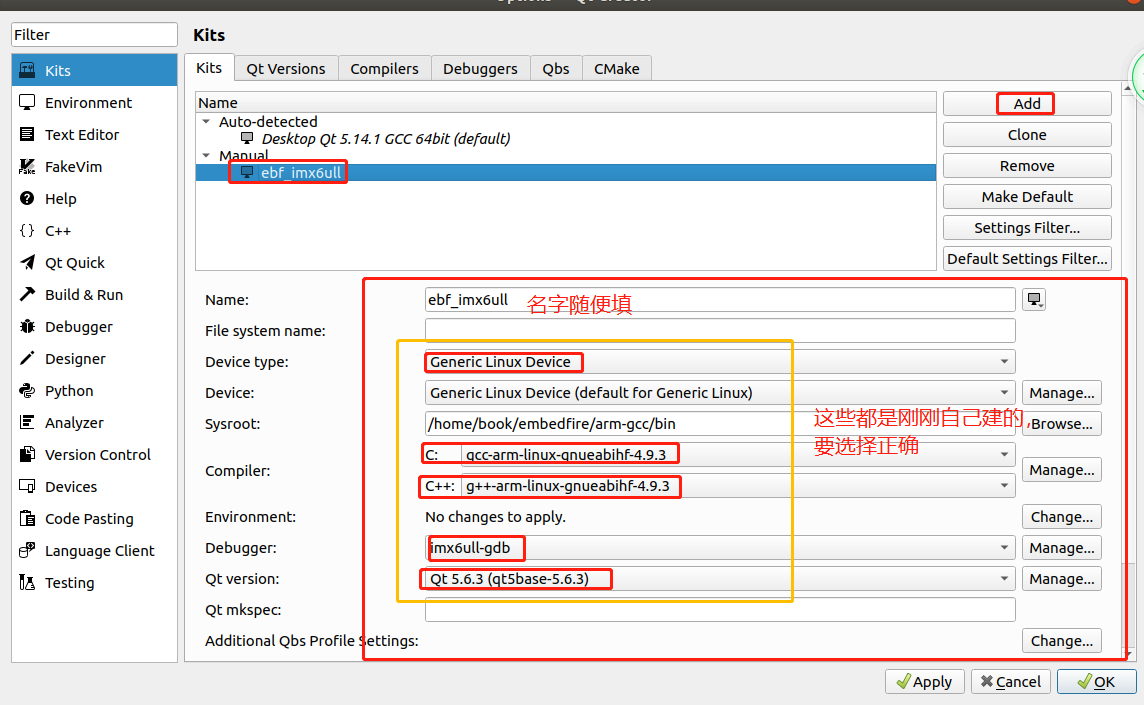 Options — Qt Creator
Filter
Kits
Kits
Environment
Text Editor
FakeVim
Help
C++
Qt Quick
Build & Run
Debugger
Designer
Python
Analyzer
Version Control
Devices
Code Pasting
Language Client
Testing
Kits
Qt Versions
Compilers
Debuggers
Qbs
CMake
Name
Auto-detected
Desktop Qt 5.14.1 GCC 64bit (default)
Manual
ebf_imx6ull
Add
Clone
Remove
Make Default
Settings Filter...
Default Settings Filter...
Name:
ebf_imx6ull
名字随便填
File system name:
Device type:
Generic Linux Device
Device:
Generic Linux Device (default for Generic Linux)
Manage...
Sysroot:
/home/book/embedfire/arm-gcc/bin
Browse...
这些都是刚刚自己建的,
要选择正确
Compiler:
C:
gcc-arm-linux-gnueabihf-4.9.3
C++:
g++-arm-linux-gnueabihf-4.9.3
Manage...
Environment:
No changes to apply.
Change...
Debugger:
imx6ull-gdb
Manage...
Qt version:
Qt 5.6.3 (qt5base-5.6.3)
Manage...
Qt mkspec:
Additional Qbs Profile Settings:
Change...
Apply
Cancel
OK